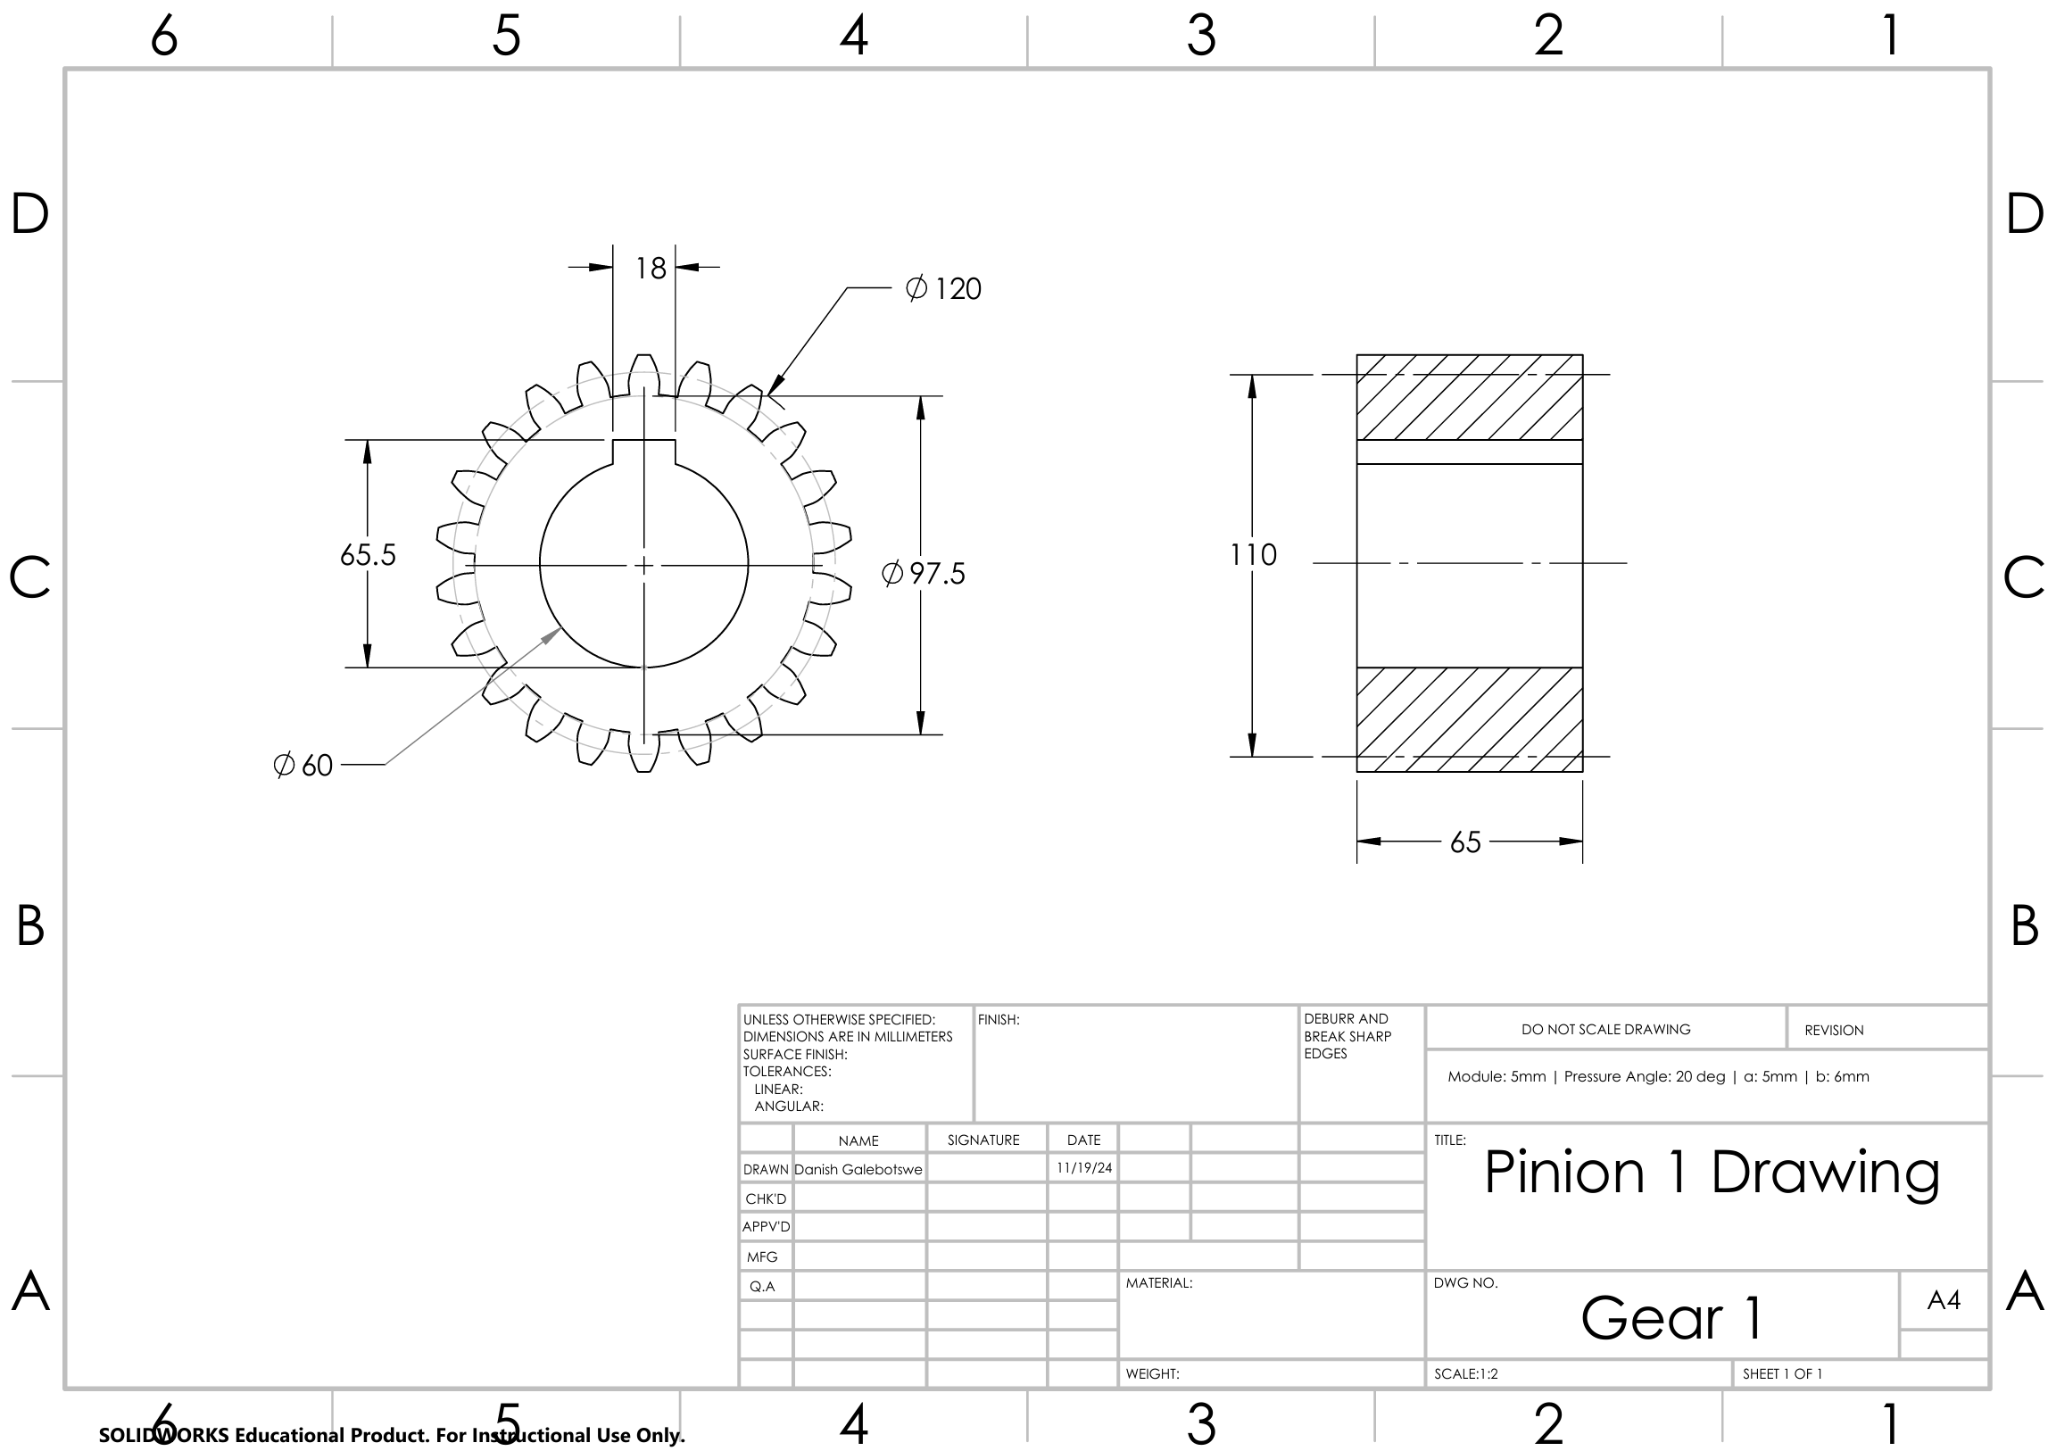 6 5 4 3 2 1
D D
18
⌀120
65.5
⌀97.5
110
C C
⌀60
65
B B
UNLESS OTHERWISE SPECIFIED:
DIMENSIONS ARE IN MILLIMETERS
SURFACE FINISH:
TOLERANCES:
LINEAR:
ANGULAR:
FINISH:
DEBURR AND
BREAK SHARP
EDGES
DO NOT SCALE DRAWING
REVISION
Module: 5mm | Pressure Angle: 20 deg | a: 5mm | b: 6mm
NAME SIGNATURE DATE
DRAWN Danish Galebotswe 11/19/24
CHK'D
APPV'D
MFG
Q.A
TITLE:
Pinion 1 Drawing
MATERIAL:
DWG NO.
Gear 1
A4
A A
WEIGHT:
SCALE:1:2
SHEET 1 OF 1
6 5 4 3 2 1
SOLIDWORKS Educational Product. For Instructional Use Only.